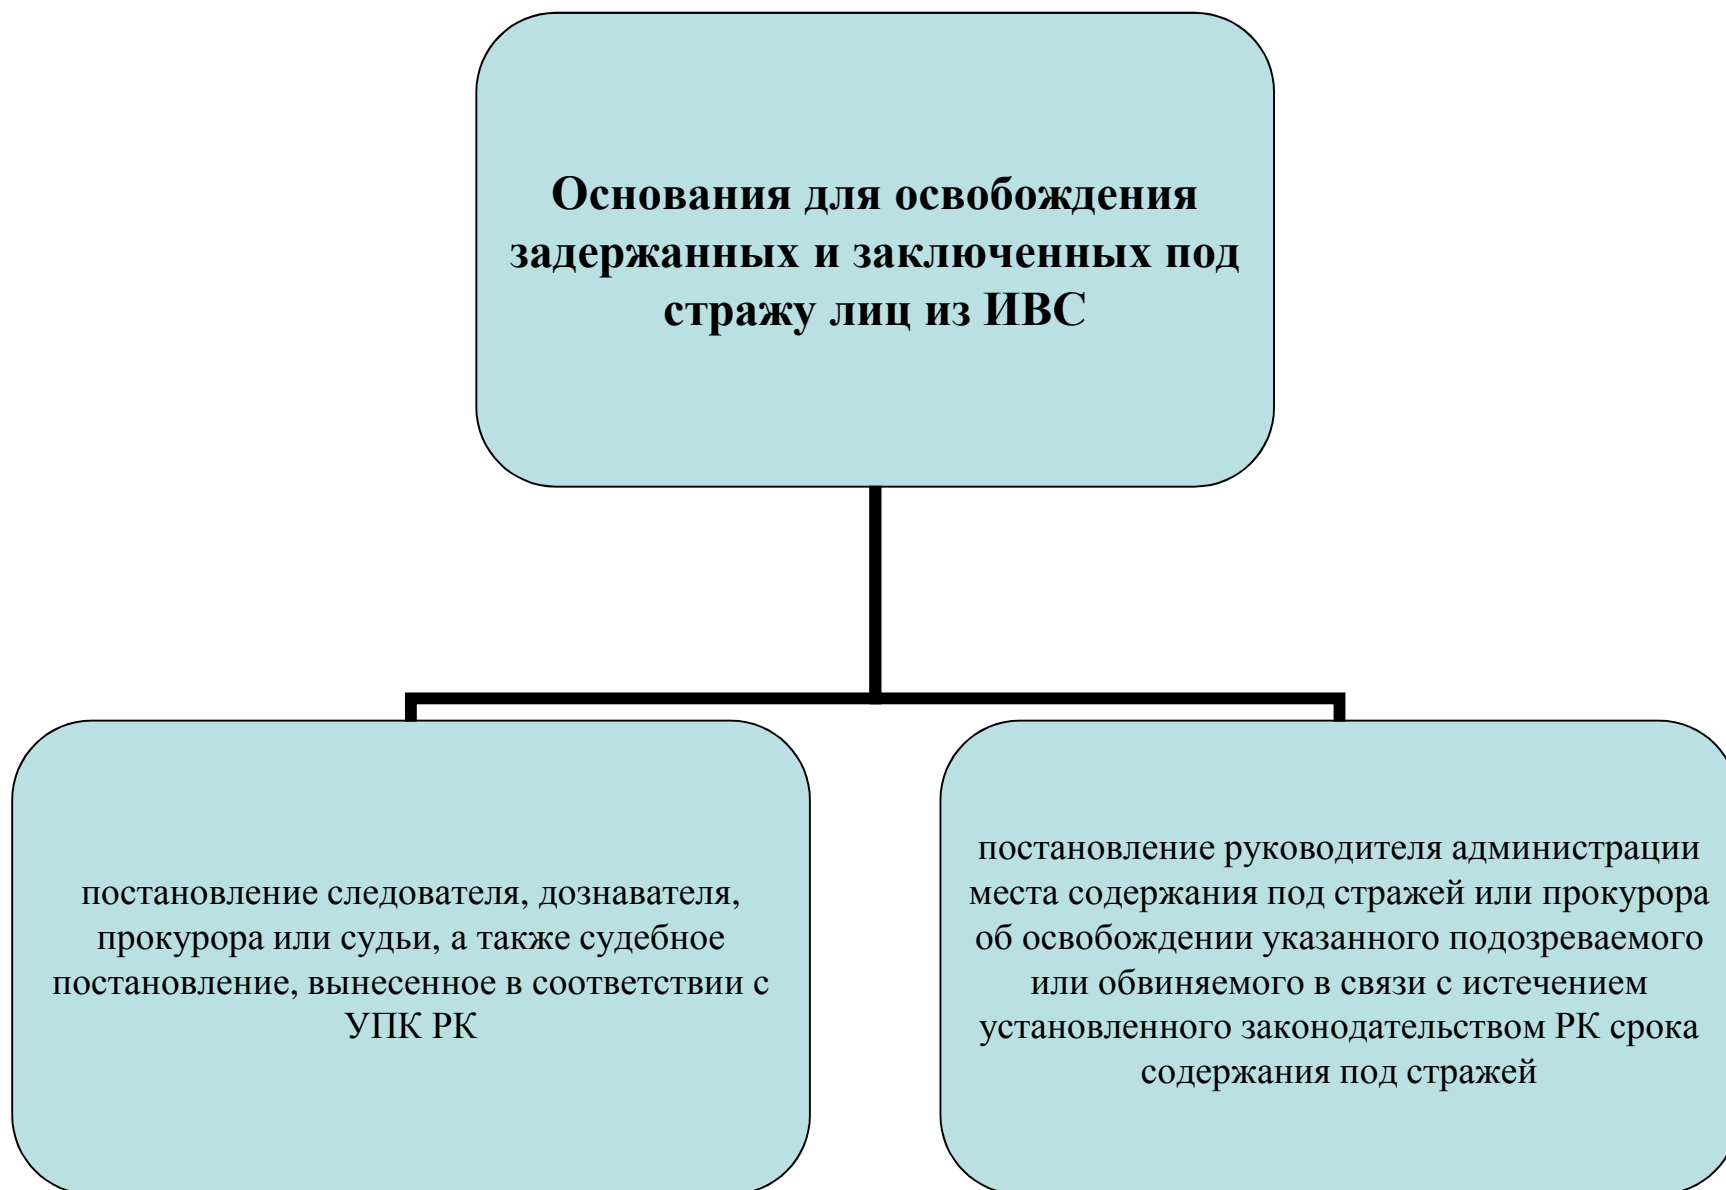 Основания для освобождения
задержанных и заключенных под
стражу лиц из ИВС
постановление следователя, дознавателя,
прокурора или судьи, а также судебное
постановление, вынесенное в соответствии с
УПК РК
постановление руководителя администрации
места содержания под стражей или прокурора
об освобождении указанного подозреваемого
или обвиняемого в связи с истечением
установленного законодательством РК срока
содержания под стражей